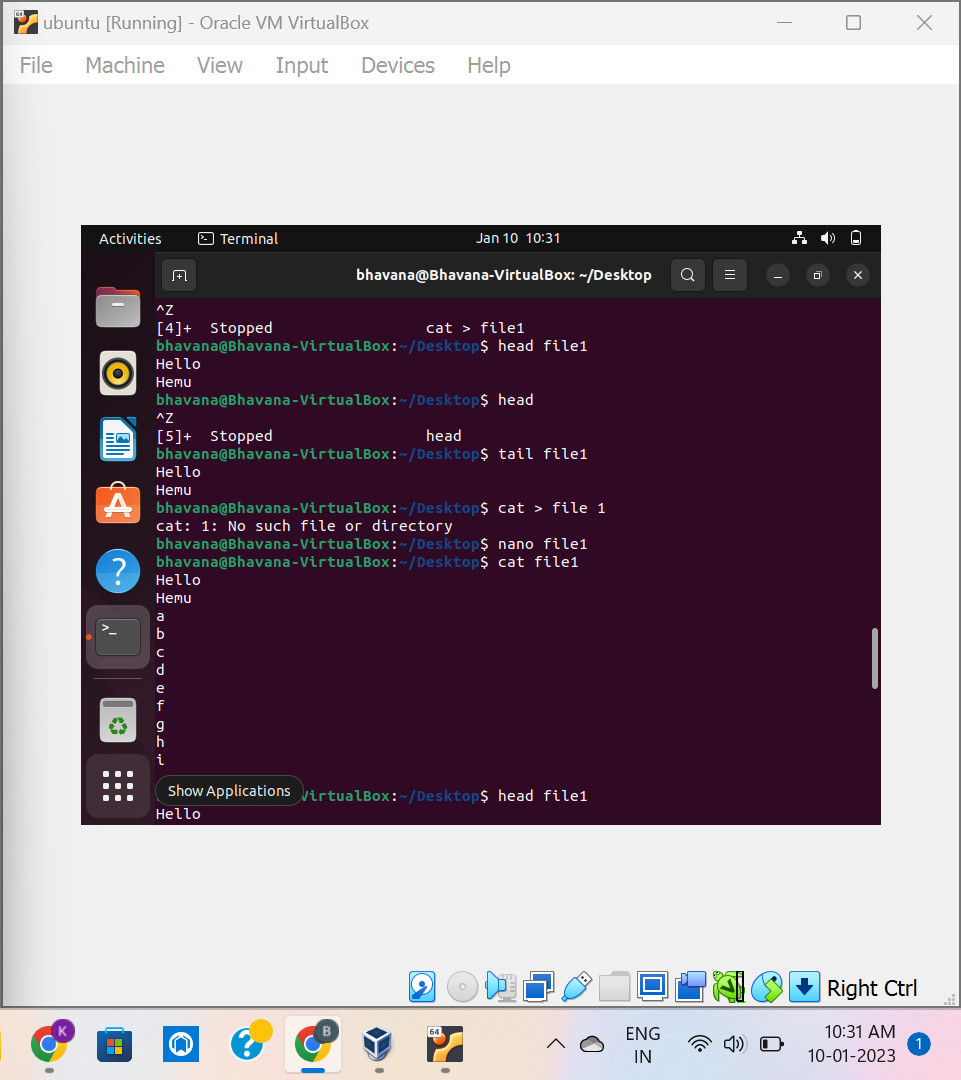 64
ubuntu [Running] - Oracle VM VirtualBox
File Machine View Input Devices Help
Activities Terminal Jan 10 10:31
bhavana@Bhavana-VirtualBox: ~/Desktop
^Z
[4]+  Stopped                 cat > file1
bhavana@Bhavana-VirtualBox:~/Desktop$ head file1
Hello
Hemu
bhavana@Bhavana-VirtualBox:~/Desktop$ head
^Z
[5]+  Stopped                 head
bhavana@Bhavana-VirtualBox:~/Desktop$ tail file1
Hello
Hemu
bhavana@Bhavana-VirtualBox:~/Desktop$ cat > file 1
cat: 1: No such file or directory
bhavana@Bhavana-VirtualBox:~/Desktop$ nano file1
bhavana@Bhavana-VirtualBox:~/Desktop$ cat file1
Hello
Hemu
a
b
c
d
e
f
g
h
i
Show Applications VirtualBox:~/Desktop$ head file1
Hello
Right Ctrl
K B 64 ENG 10:31 AM
IN 10-01-2023 1